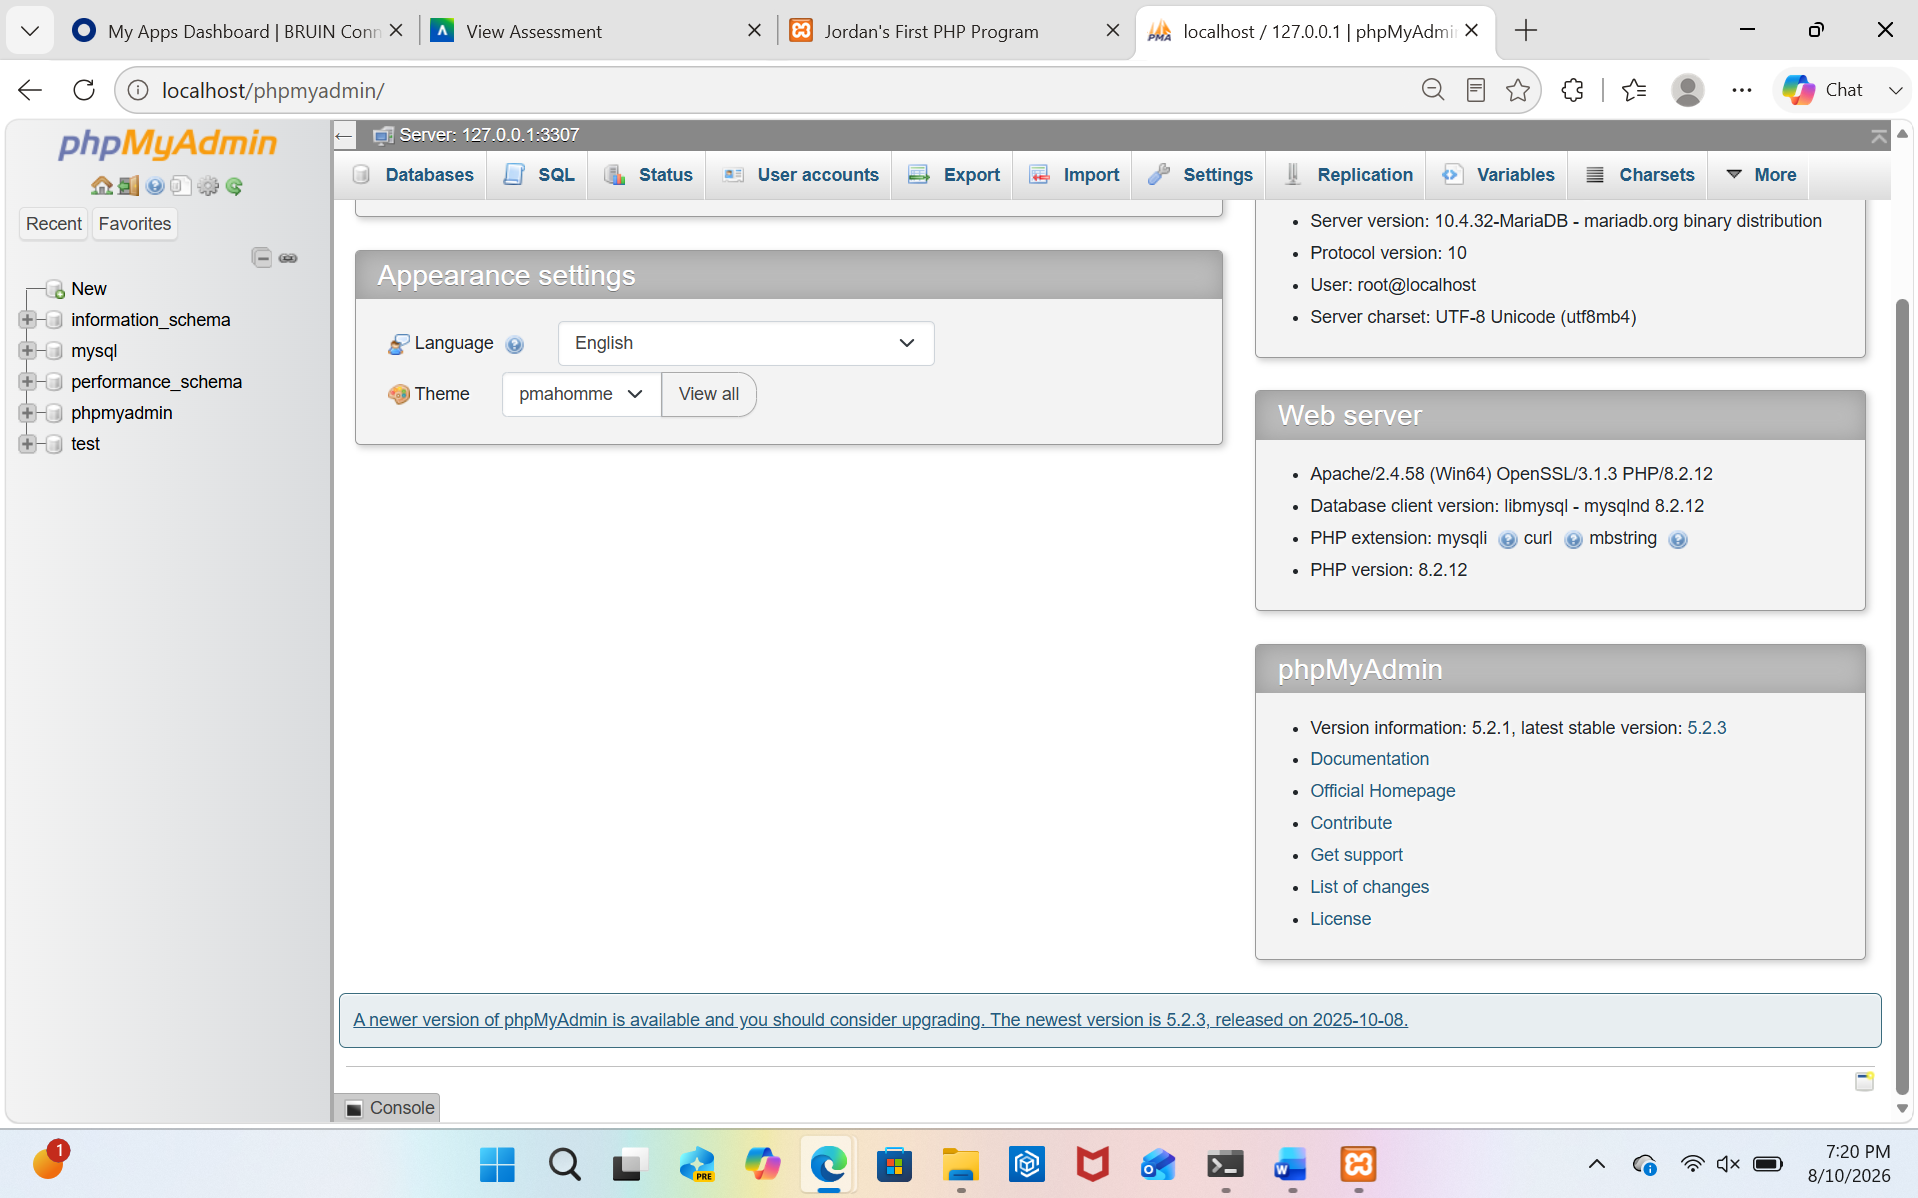 My Apps Dashboard | BRUIN Conn
View Assessment
Jordan's First PHP Program
PMA
localhost / 127.0.0.1 | phpMyAdmi
localhost/phpmyadmin/
Chat
phpMyAdmin
Recent
Favorites
New
information_schema
mysql
performance_schema
phpmyadmin
test
Server: 127.0.0.1:3307
Databases
SQL
Status
User accounts
Export
Import
Settings
Replication
Variables
Charsets
More
Appearance settings
Language
English
Theme
pmahomme
View all
Server version: 10.4.32-MariaDB - mariadb.org binary distribution
Protocol version: 10
User: root@localhost
Server charset: UTF-8 Unicode (utf8mb4)
Web server
Apache/2.4.58 (Win64) OpenSSL/3.1.3 PHP/8.2.12
Database client version: libmysql - mysqlnd 8.2.12
PHP extension: mysqli curl mbstring
PHP version: 8.2.12
phpMyAdmin
Version information: 5.2.1, latest stable version: 5.2.3
Documentation
Official Homepage
Contribute
Get support
List of changes
License
A newer version of phpMyAdmin is available and you should consider upgrading. The newest version is 5.2.3, released on 2025-10-08.
Console
1
PRE
7:20 PM
8/10/2026